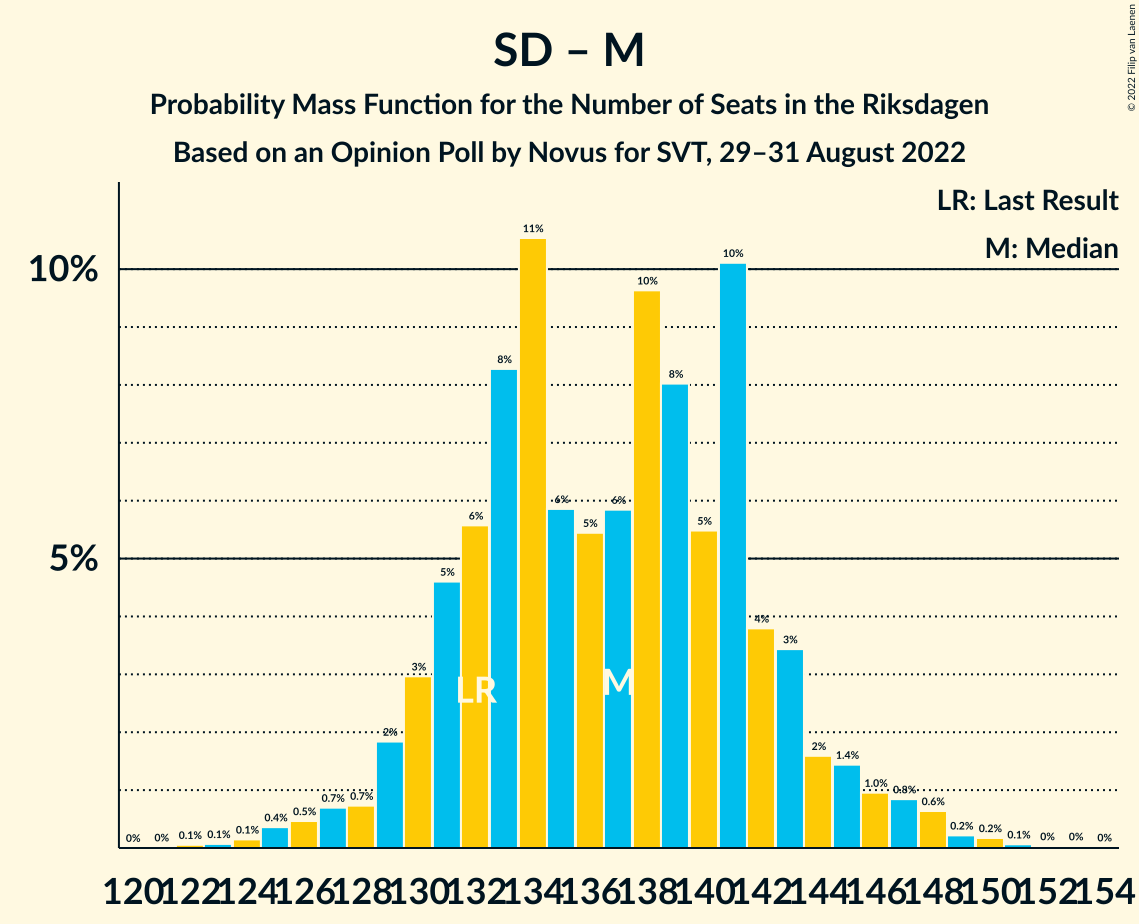 SD – M
Probability Mass Function for the Number of Seats in the Riksdagen
Based on an Opinion Poll by Novus for SVT, 29–31 August 2022
© 2022 Filip van Laenen
LR: Last Result
M: Median
10%
5%
0% 0% 0.1% 0.1% 0.1% 0.4% 0.5% 0.7% 0.7% 2% 3% 5% 6% 8% 11% 6% 5% 6% 10% 8% 5% 10% 4% 3% 2% 1.4% 1.0% 0.8% 0.6% 0.2% 0.2% 0.1% 0% 0% 0%
LR M
120 122 124 126 128 130 132 134 136 138 140 142 144 146 148 150 152 154